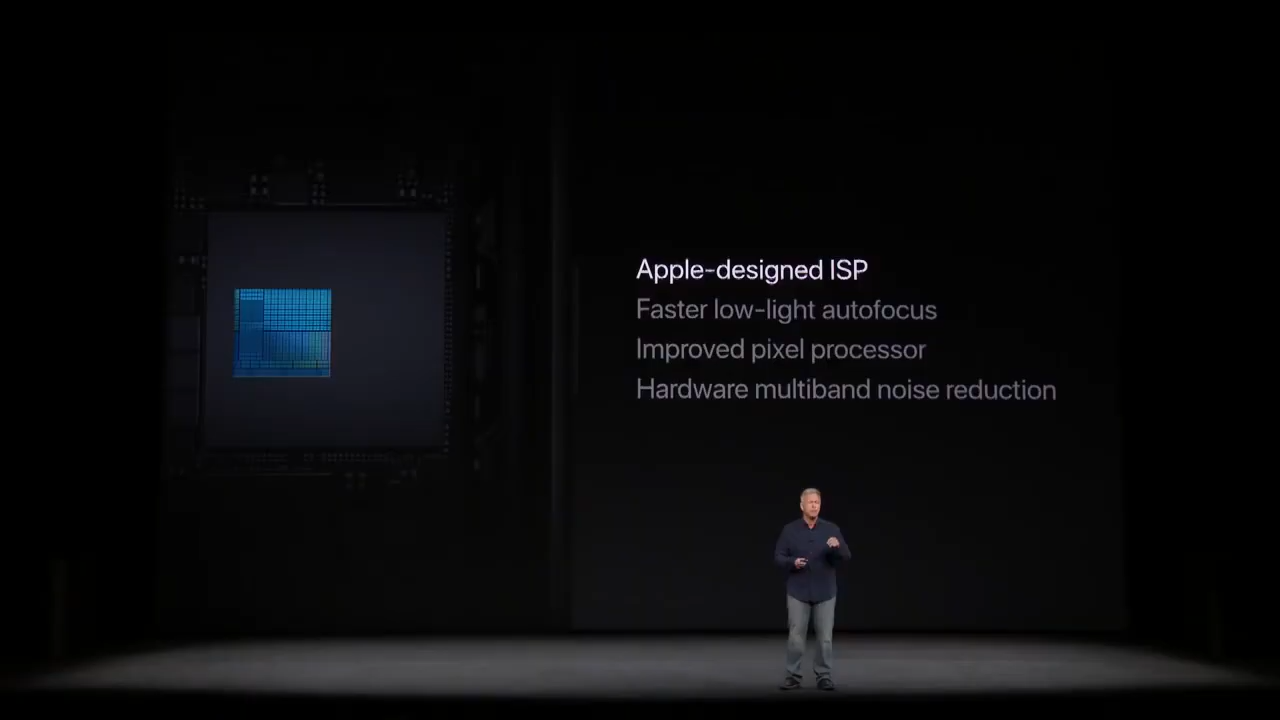 Apple-designed ISP
Faster low-light autofocus
Improved pixel processor
Hardware multiband noise reduction